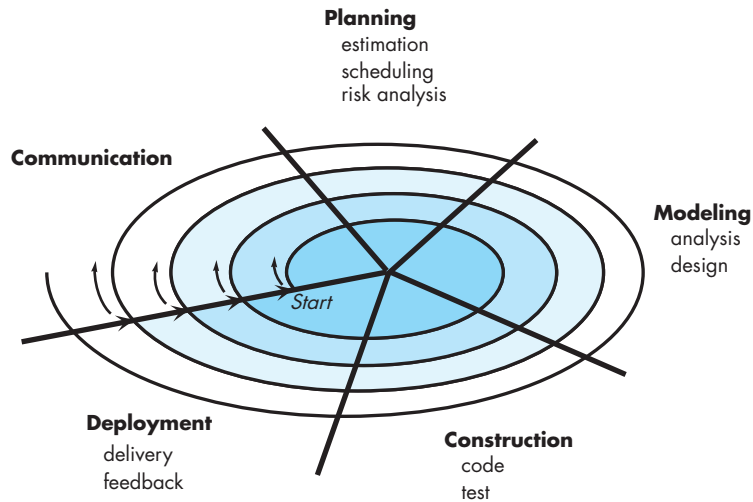 Planning
estimation
scheduling
risk analysis
Communication
Modeling
analysis
design
Start
Deployment
delivery
feedback
Construction
code
test